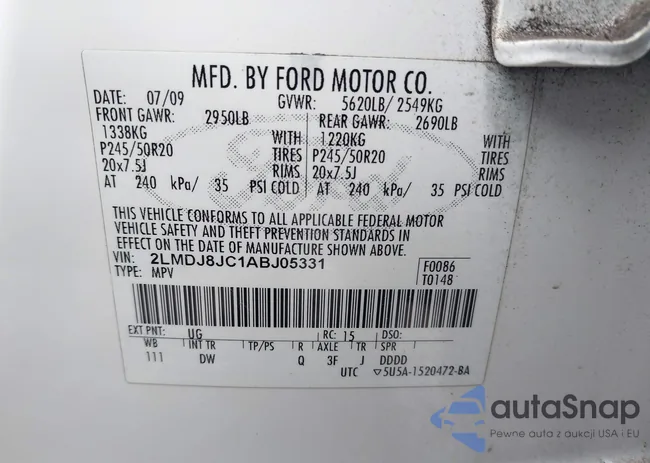 MFD. BY FORD MOTOR CO.
DATE: 07/09 GVWR: 5620LB/ 2549KG
FRONT GAWR: 2950LB REAR GAWR: 2690LB
1338KG WITH 1220KG WITH
P245/50R20 TIRES P245/50R20 TIRES
20x7.5J RIMS 20x7.5J RIMS
AT 240 kPa/ 35 PSI COLD AT 240 kPa/ 35 PSI COLD
Ford
THIS VEHICLE CONFORMS TO ALL APPLICABLE FEDERAL MOTOR
VEHICLE SAFETY AND THEFT PREVENTION STANDARDS IN
EFFECT ON THE DATE OF MANUFACTURE SHOWN ABOVE.
VIN: 2LMDJ8JC1ABJ05331 F0086
TYPE: MPV T0148
EXT PNT: UG RC: 15 DSO:
WB INT TR TP/PS R AXLE TR SPR
111 DW Q 3F J DDDD
UTC ▽5U5A-1520472-BA
autaSnap
Pewne auta z aukcji USA i EU